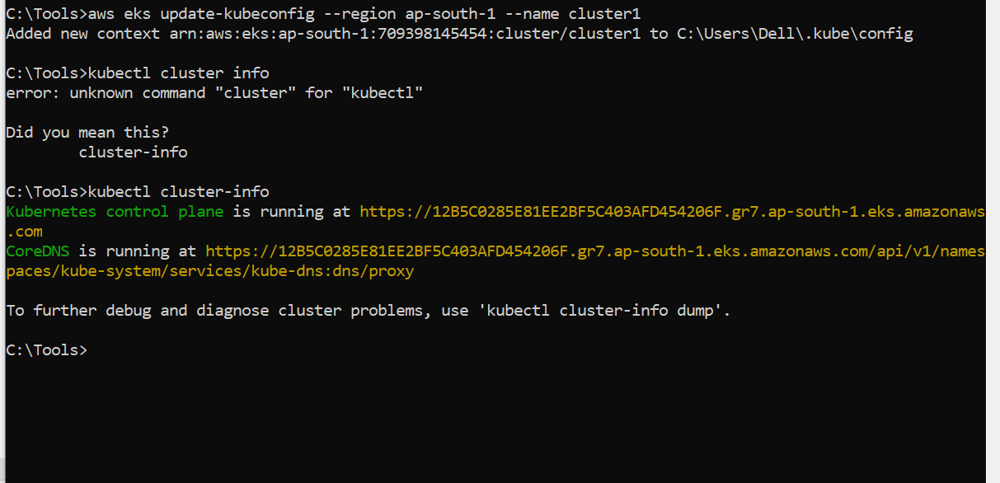 C:\Tools>aws eks update-kubeconfig --region ap-south-1 --name cluster1
Added new context arn:aws:eks:ap-south-1:709398145454:cluster/cluster1 to C:\Users\Dell\.kube\config
C:\Tools>kubectl cluster info
error: unknown command "cluster" for "kubectl"
Did you mean this?
cluster-info
C:\Tools>kubectl cluster-info
Kubernetes control plane is running at https://12B5C0285E81EE2BF5C403AFD454206F.gr7.ap-south-1.eks.amazonaws
.com
CoreDNS is running at https://12B5C0285E81EE2BF5C403AFD454206F.gr7.ap-south-1.eks.amazonaws.com/api/v1/names
paces/kube-system/services/kube-dns:dns/proxy
To further debug and diagnose cluster problems, use 'kubectl cluster-info dump'.
C:\Tools>